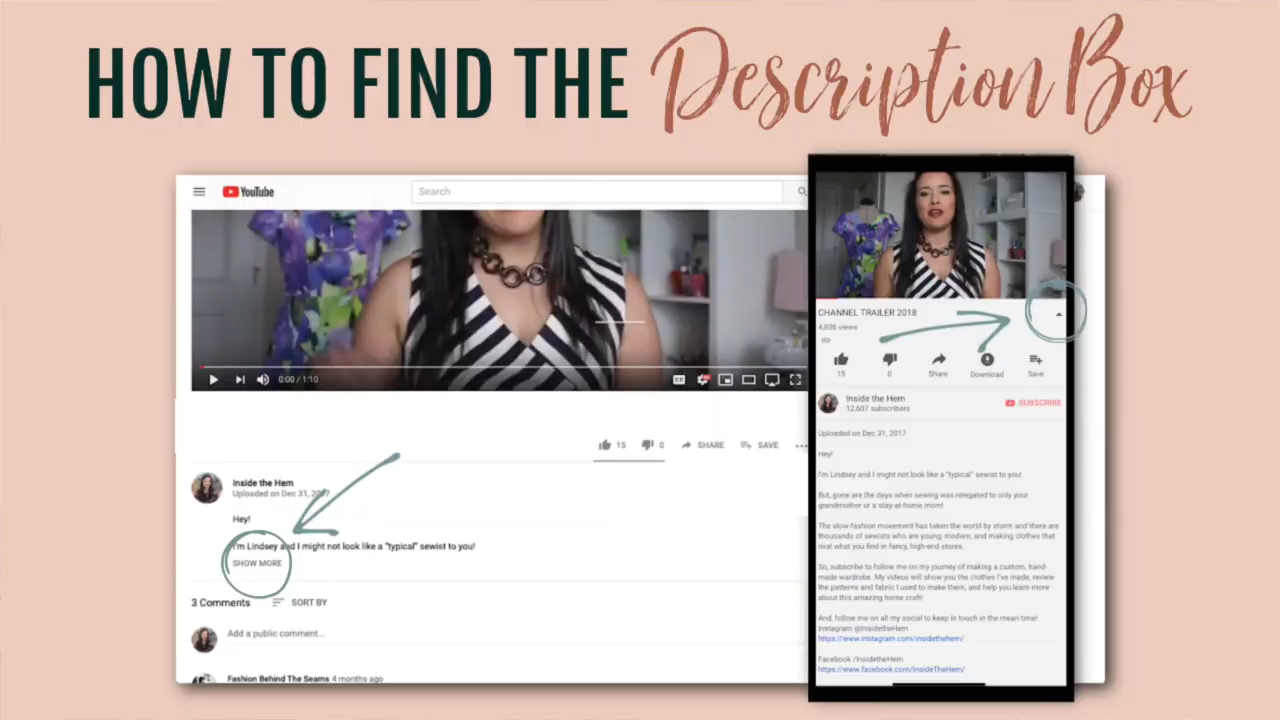 HOW TO FIND THE Description Box
YouTube
Search
0:00 / 1:10
15 0 SHARE SAVE
Inside the Hem
Uploaded on Dec 31, 2017
Hey!
I'm Lindsey and I might not look like a "typical" sewist to you!
SHOW MORE
3 Comments SORT BY
Add a public comment...
Fashion Behind The Seams 4 months ago
CHANNEL TRAILER 2018
4,836 views
15 0 Share Download Save
Inside the Hem
12,607 subscribers
SUBSCRIBE
Uploaded on Dec 31, 2017
Hey!
I'm Lindsey and I might not look like a "typical" sewist to you!
But, gone are the days when sewing was relegated to only your
grandmother or a stay-at-home mom!
The slow fashion movement has taken the world by storm and there are
thousands of sewists who are young, modern, and making clothes that
rival what you find in fancy, high-end stores.
So, subscribe to follow me on my journey of making a custom, hand-
made wardrobe. My videos will show you the clothes I've made, review
the patterns and fabric I used to make them, and help you learn more
about this amazing home craft!
And, follow me on all my social to keep in touch in the mean time!
Instagram @InsidetheHem
https://www.instagram.com/insidethehem/
Facebook /InsidetheHem
https://www.facebook.com/InsideTheHem/